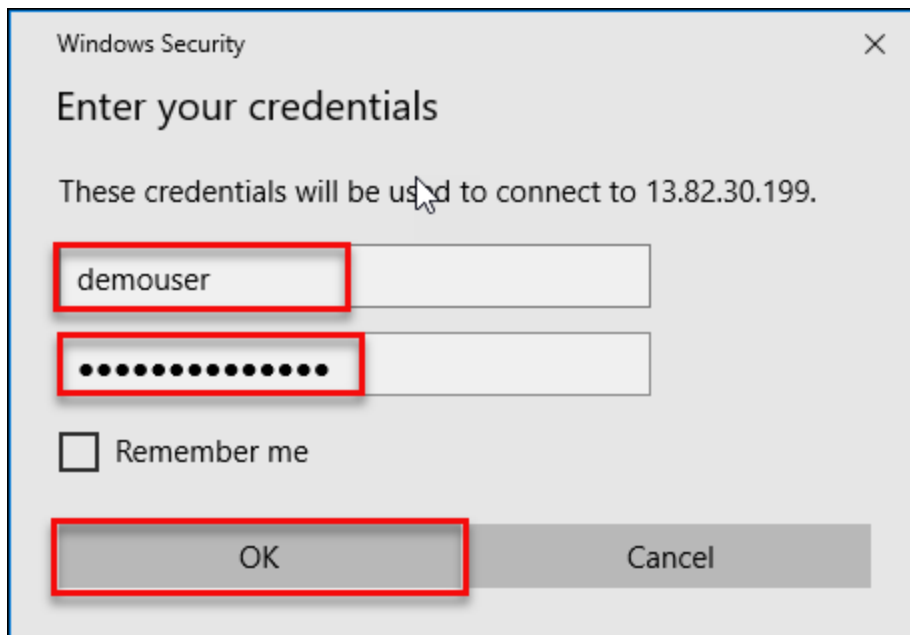 Windows Security
Enter your credentials
These credentials will be used to connect to 13.82.30.199.
demouser
●●●●●●●●●●●●●●
Remember me
OK
Cancel